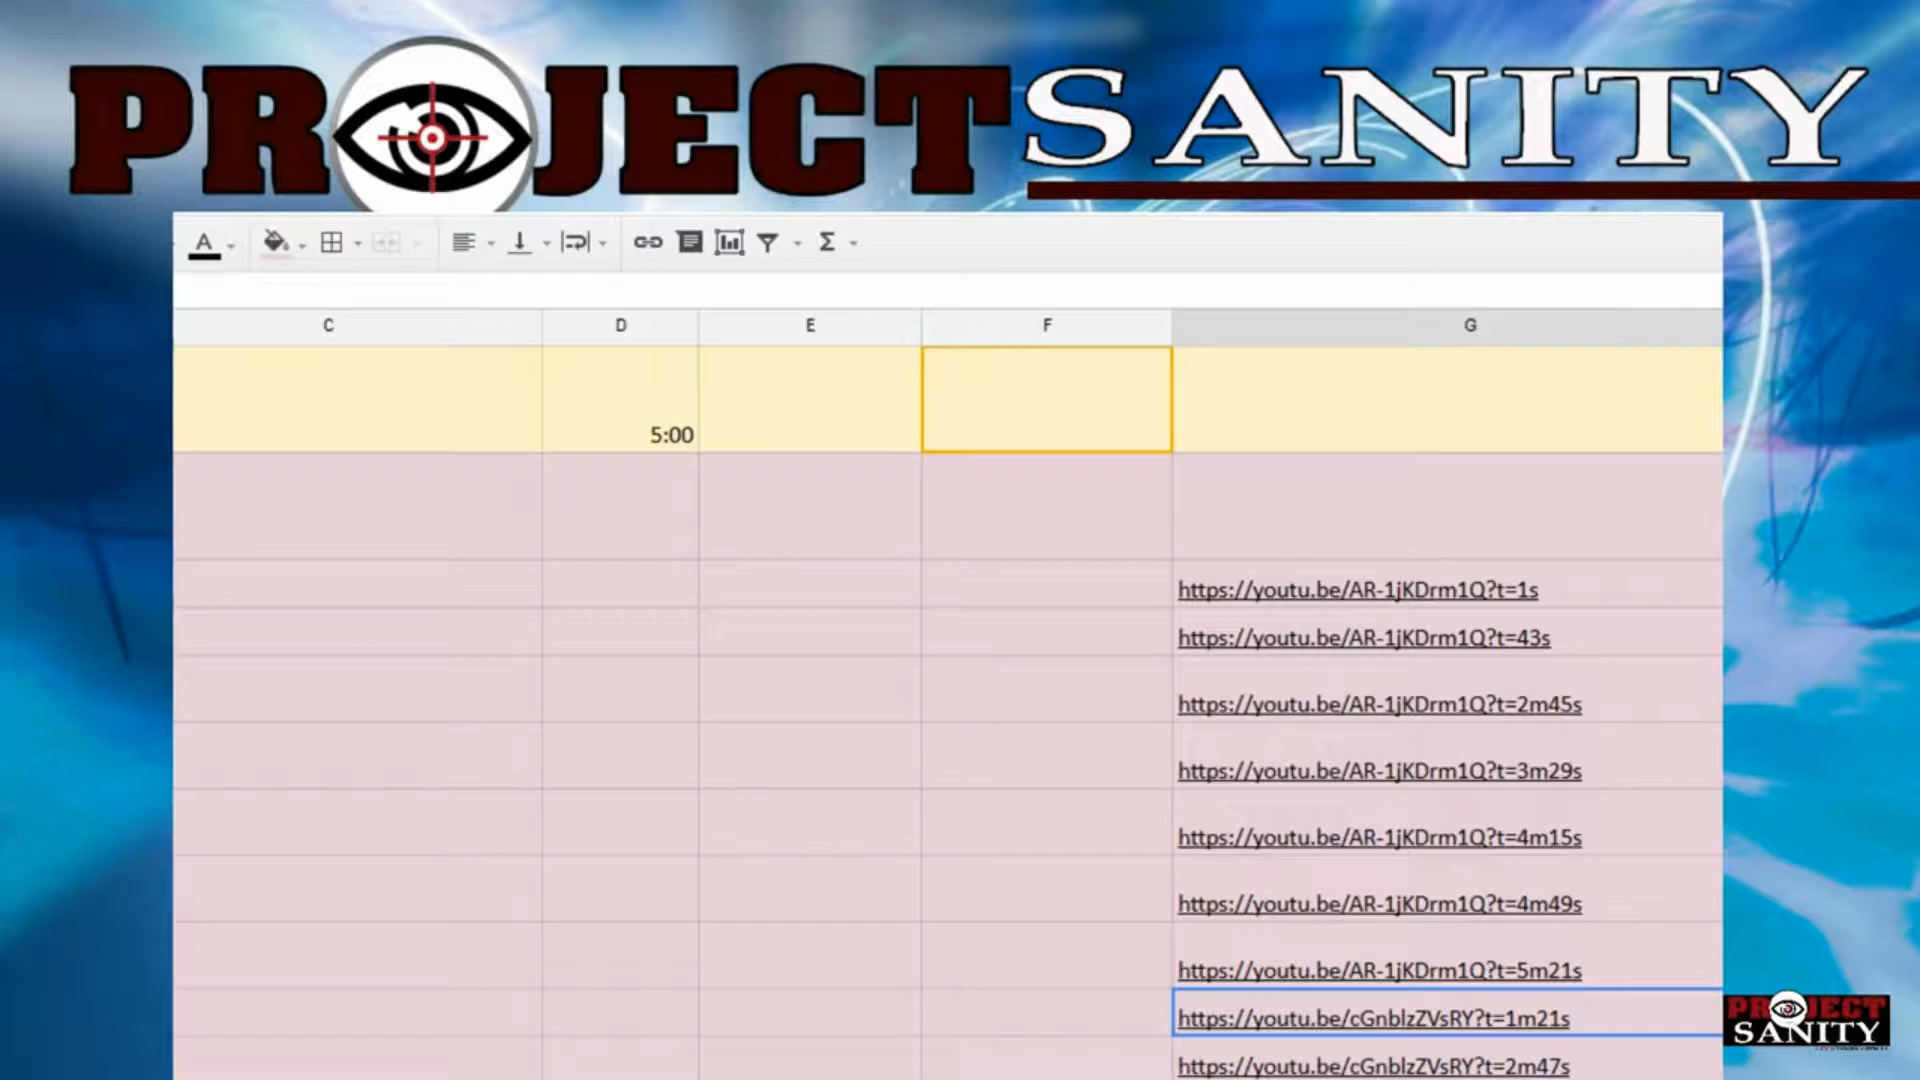 PROJECT SANITY
A
C D E F G
5:00
https://youtu.be/AR-1jKDrm1Q?t=1s
https://youtu.be/AR-1jKDrm1Q?t=43s
https://youtu.be/AR-1jKDrm1Q?t=2m45s
https://youtu.be/AR-1jKDrm1Q?t=3m29s
https://youtu.be/AR-1jKDrm1Q?t=4m15s
https://youtu.be/AR-1jKDrm1Q?t=4m49s
https://youtu.be/AR-1jKDrm1Q?t=5m21s
https://youtu.be/cGnblzZVsRY?t=1m21s
https://youtu.be/cGnblzZVsRY?t=2m47s
PROJECT
SANITY